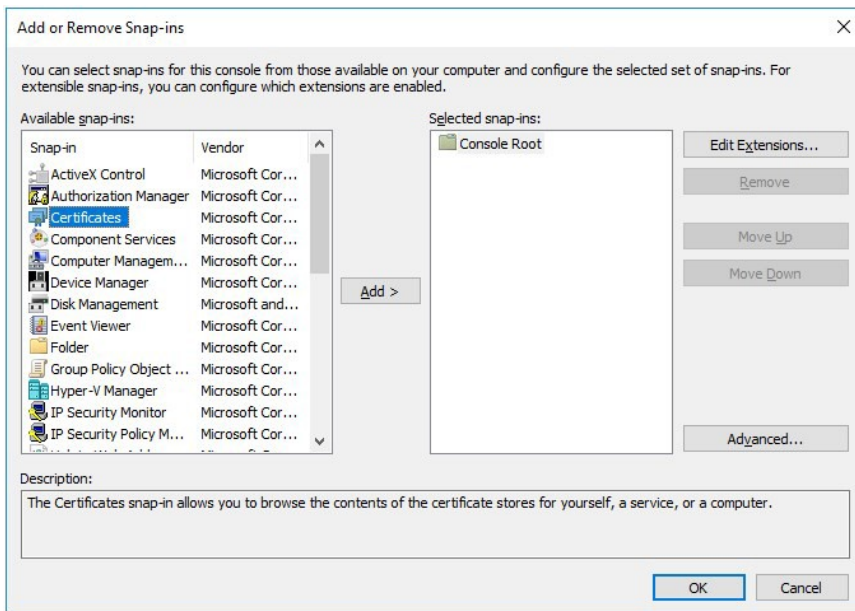 Add or Remove Snap-ins
You can select snap-ins for this console from those available on your computer and configure the selected set of snap-ins. For
extensible snap-ins, you can configure which extensions are enabled.
Available snap-ins:
Snap-in Vendor
ActiveX Control Microsoft Cor...
Authorization Manager Microsoft Cor...
Certificates Microsoft Cor...
Component Services Microsoft Cor...
Computer Managem... Microsoft Cor...
Device Manager Microsoft Cor...
Disk Management Microsoft and...
Event Viewer Microsoft Cor...
Folder Microsoft Cor...
Group Policy Object ... Microsoft Cor...
Hyper-V Manager Microsoft Cor...
IP Security Monitor Microsoft Cor...
IP Security Policy M... Microsoft Cor...
Add >
Selected snap-ins:
Console Root
Edit Extensions...
Remove
Move Up
Move Down
Advanced...
Description:
The Certificates snap-in allows you to browse the contents of the certificate stores for yourself, a service, or a computer.
OK
Cancel